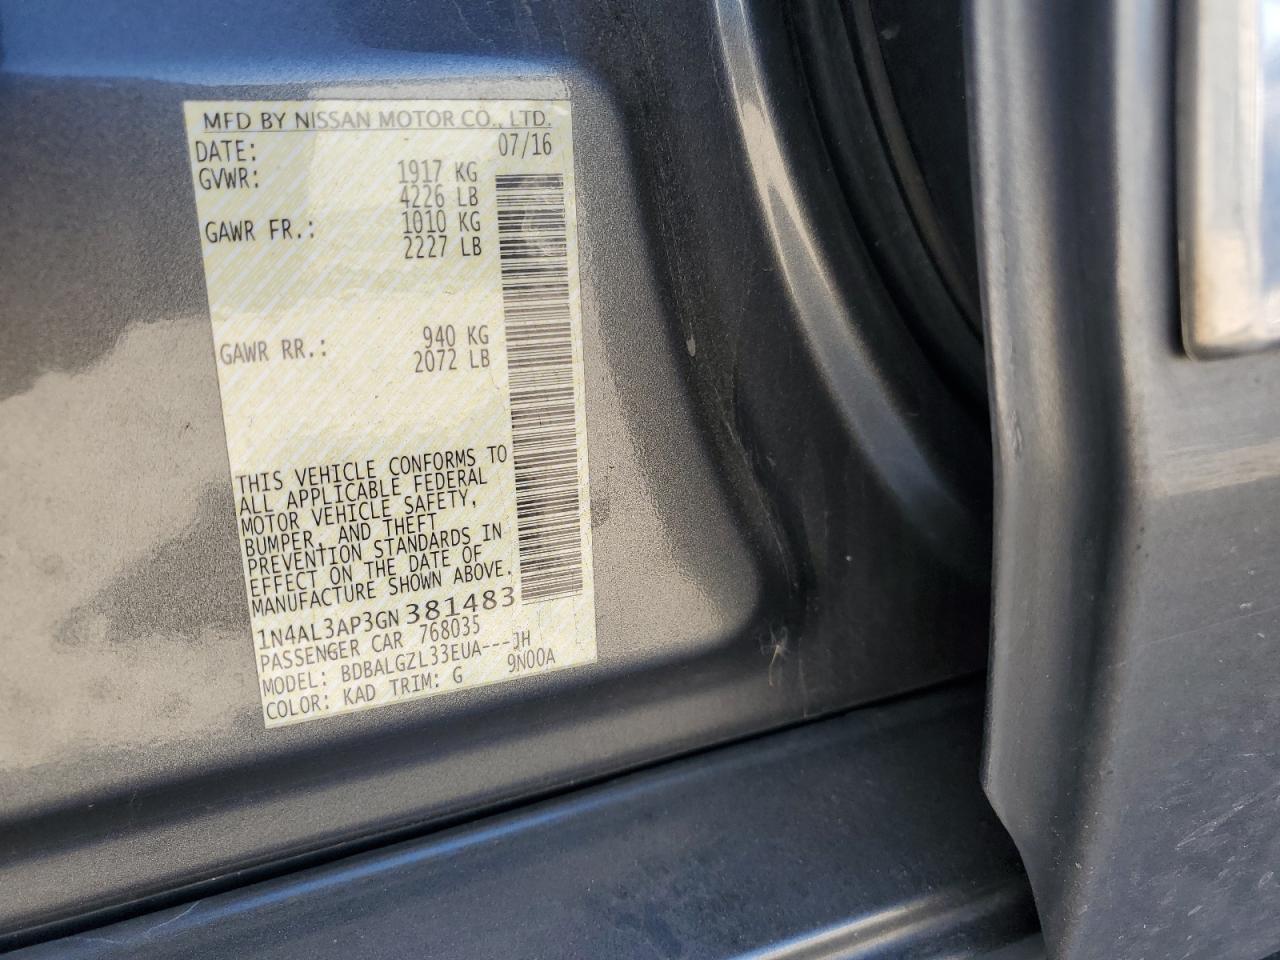 MFD BY NISSAN MOTOR CO., LTD.
DATE: 07/16
GVWR: 1917 KG
4226 LB
GAWR FR.: 1010 KG
2227 LB
GAWR RR.: 940 KG
2072 LB
THIS VEHICLE CONFORMS TO
ALL APPLICABLE FEDERAL
MOTOR VEHICLE SAFETY,
BUMPER, AND THEFT
PREVENTION STANDARDS IN
EFFECT ON THE DATE OF
MANUFACTURE SHOWN ABOVE.
1N4AL3AP3GN381483
PASSENGER CAR 768035
MODEL: BDBALGZL33EUA---JH
COLOR: KAD TRIM: G 9N00A